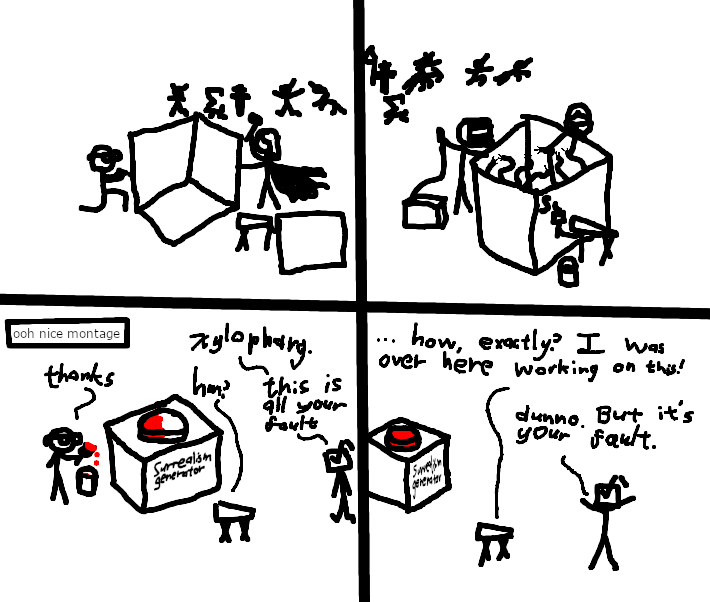 ooh nice montage
thanks
xylophany.
hm?
this is
all your
fault
Surrealism
generator
... how, exactly? I was
over here working on this!
dunno. But it's
your fault.
Surrealism
generator